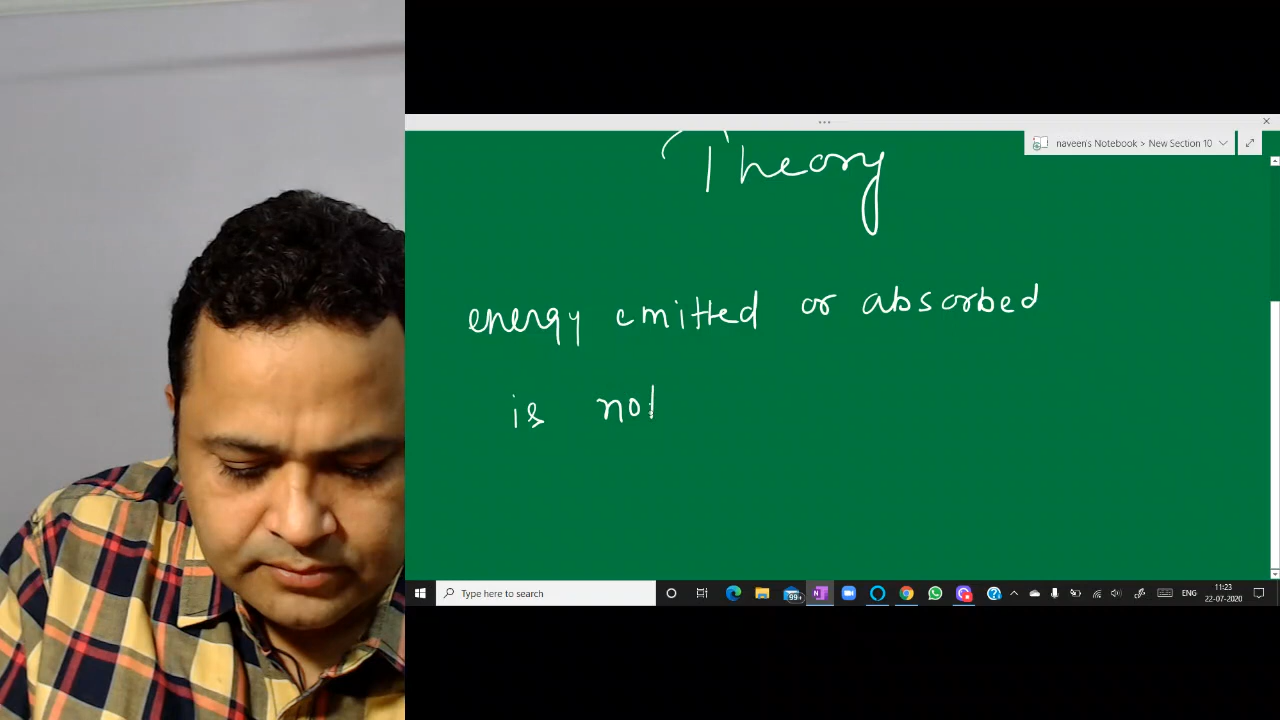 naveen's Notebook > New Section 10
Theory
energy emitted or absorbed
is not
Type here to search
99+
ENG
11:23
22-07-2020